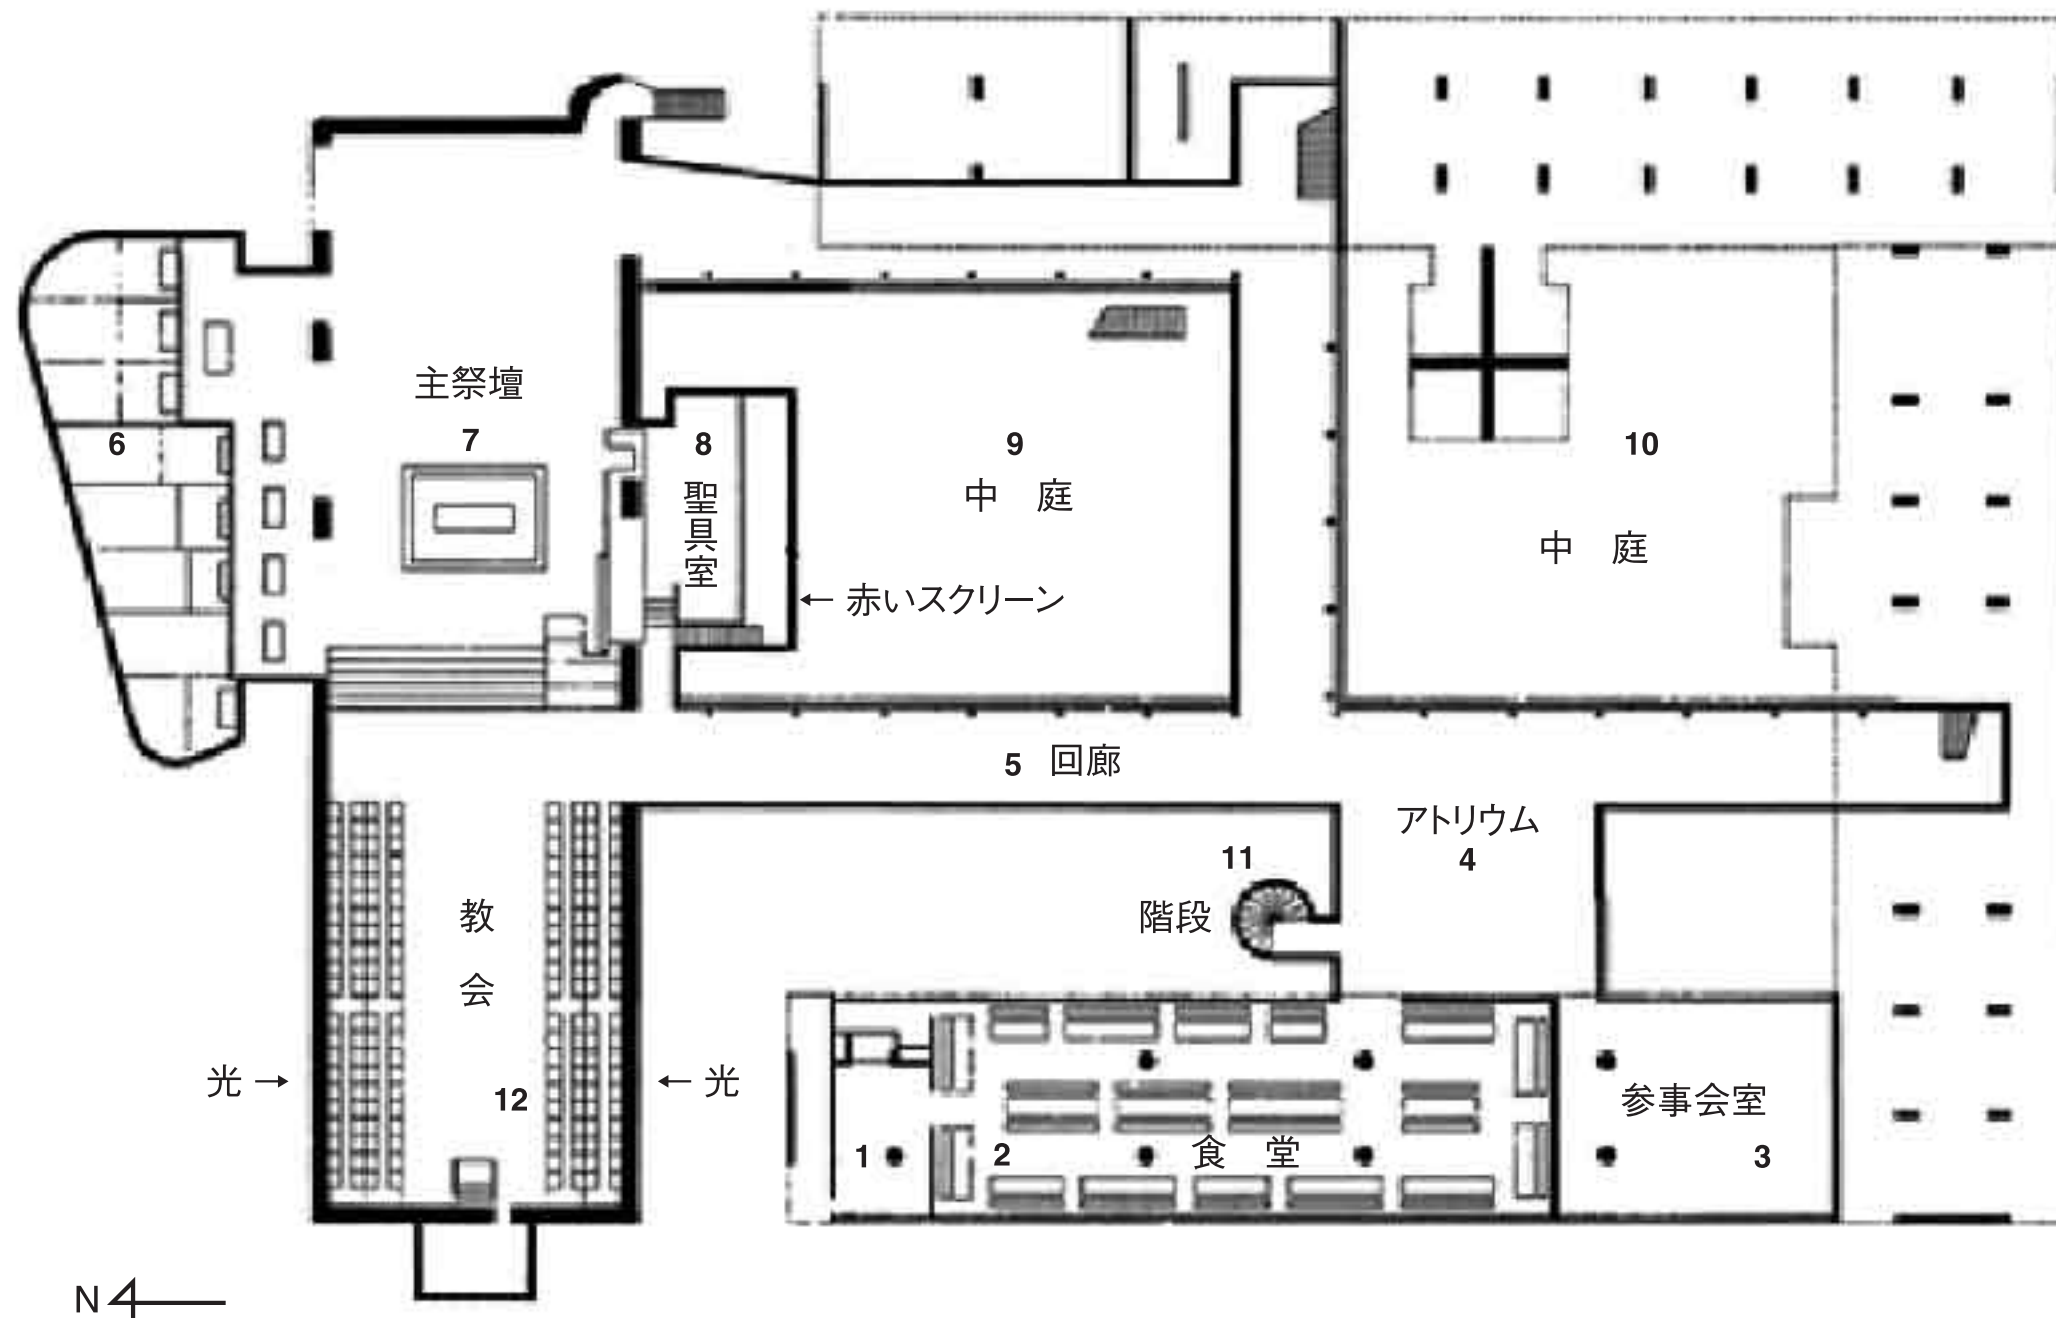 主祭壇
7
6
8
聖具室
9
中　庭
10
中　庭
← 赤いスクリーン
5 回廊
アトリウム
4
11
階段
教
会
12
光 →
← 光
1
2
食　堂
参事会室
3
N